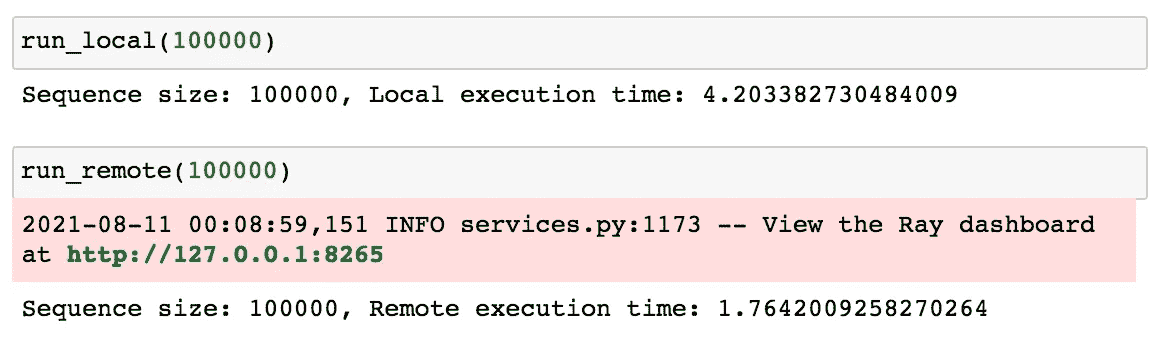 run_local(100000)
Sequence size: 100000, Local execution time: 4.203382730484009
run_remote(100000)
2021-08-11 00:08:59,151 INFO services.py:1173 -- View the Ray dashboard
at http://127.0.0.1:8265
Sequence size: 100000, Remote execution time: 1.7642009258270264